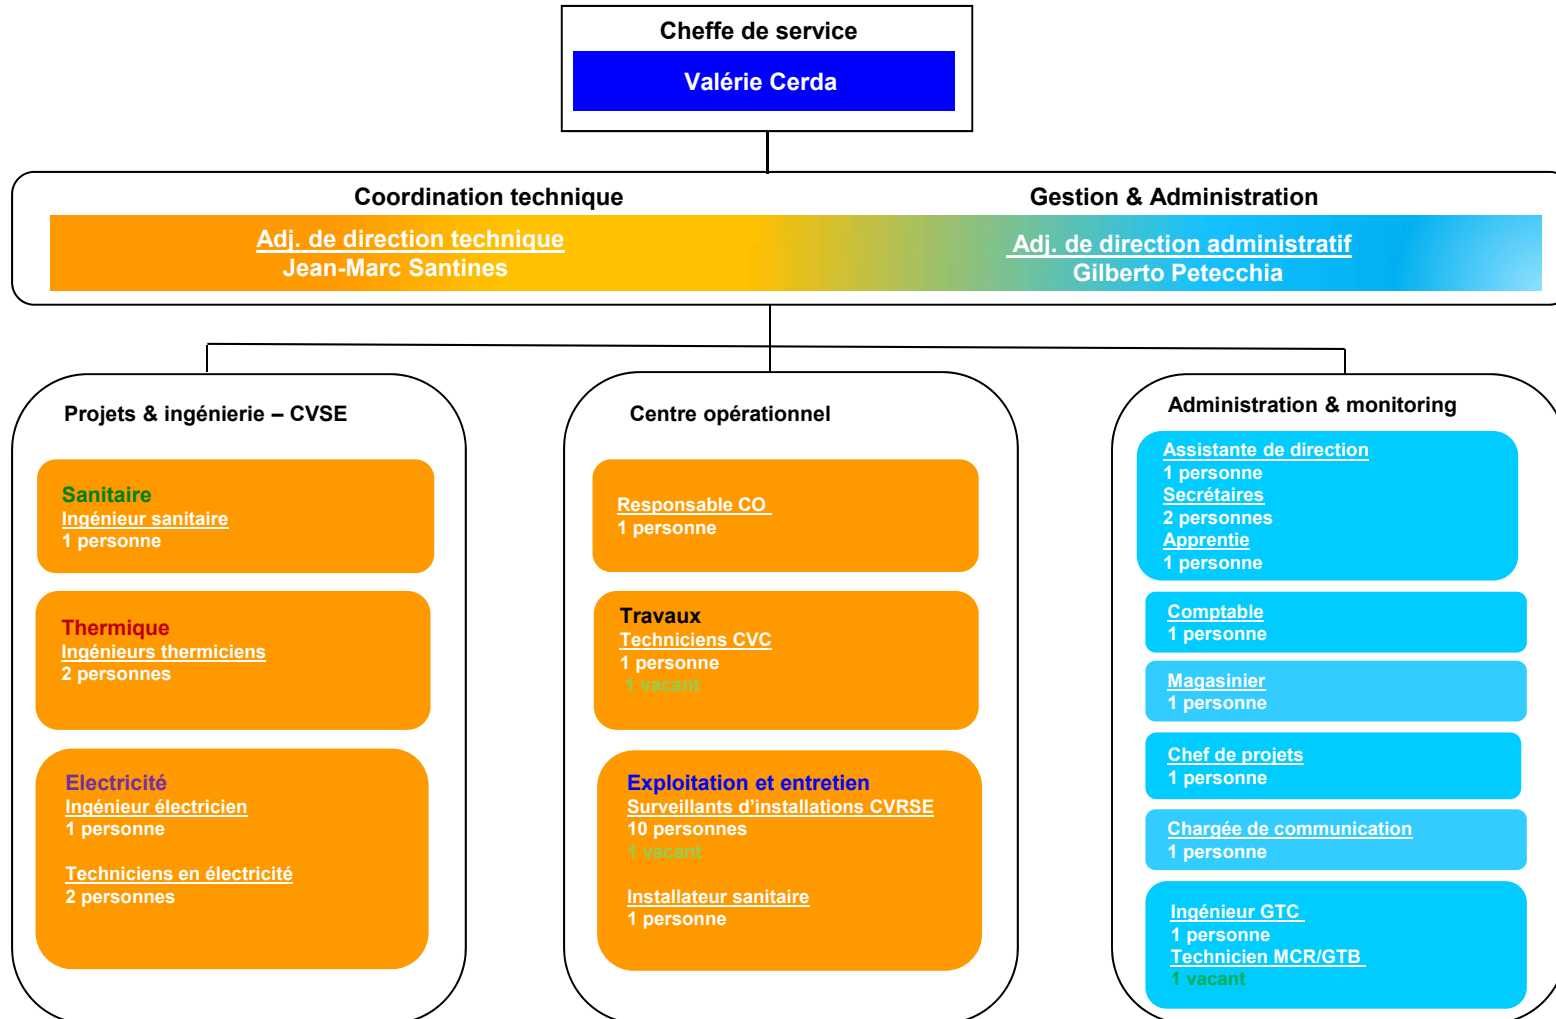 Cheffe de service
Valérie Cerda
Coordination technique
Gestion & Administration
Adj. de direction technique
Jean-Marc Santines
Adj. de direction administratif
Gilberto Petecchia
Projets & ingénierie – CVSE
Sanitaire
Ingénieur sanitaire
1 personne
Thermique
Ingénieurs thermiciens
2 personnes
Electricité
Ingénieur électricien
1 personne
Techniciens en électricité
2 personnes
Centre opérationnel
Responsable CO
1 personne
Travaux
Techniciens CVC
1 personne
1 vacant
Exploitation et entretien
Surveillants d'installations CVRSE
10 personnes
1 vacant
Installateur sanitaire
1 personne
Administration & monitoring
Assistante de direction
1 personne
Secrétaires
2 personnes
Apprentie
1 personne
Comptable
1 personne
Magasinier
1 personne
Chef de projets
1 personne
Chargée de communication
1 personne
Ingénieur GTC
1 personne
Technicien MCR/GTB
1 vacant